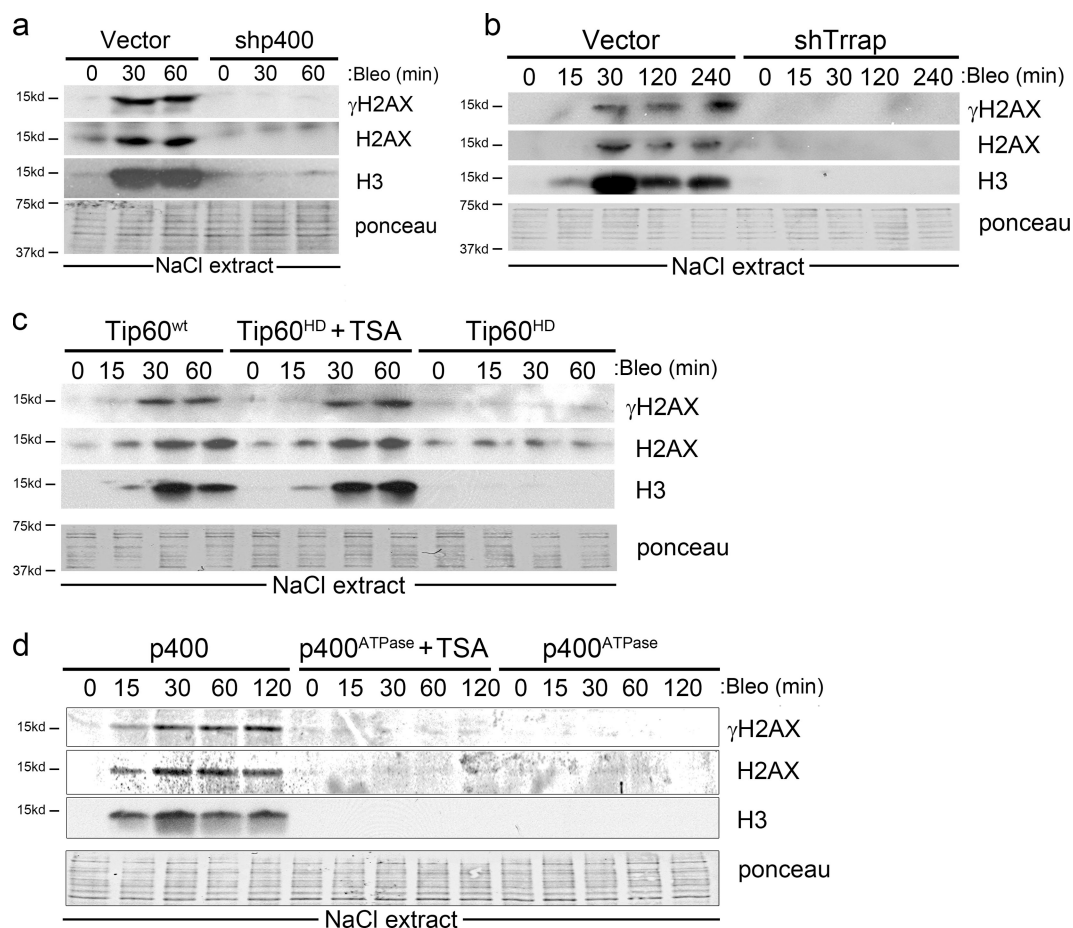 a
Vector shp400
0 30 60 0 30 60 :Bleo (min)
15kd γH2AX
15kd H2AX
15kd H3
75kd
ponceau
37kd
NaCl extract
b
Vector shTrrap
0 15 30 120 240 0 15 30 120 240 :Bleo (min)
15kd γH2AX
15kd H2AX
15kd H3
75kd
ponceau
37kd
NaCl extract
c
Tip60wt Tip60HD + TSA Tip60HD
0 15 30 60 0 15 30 60 0 15 30 60 :Bleo (min)
15kd γH2AX
15kd H2AX
15kd H3
75kd
ponceau
37kd
NaCl extract
d
p400 p400ATPase + TSA p400ATPase
0 15 30 60 120 0 15 30 60 120 0 15 30 60 120 :Bleo (min)
15kd γH2AX
15kd H2AX
15kd H3
ponceau
NaCl extract